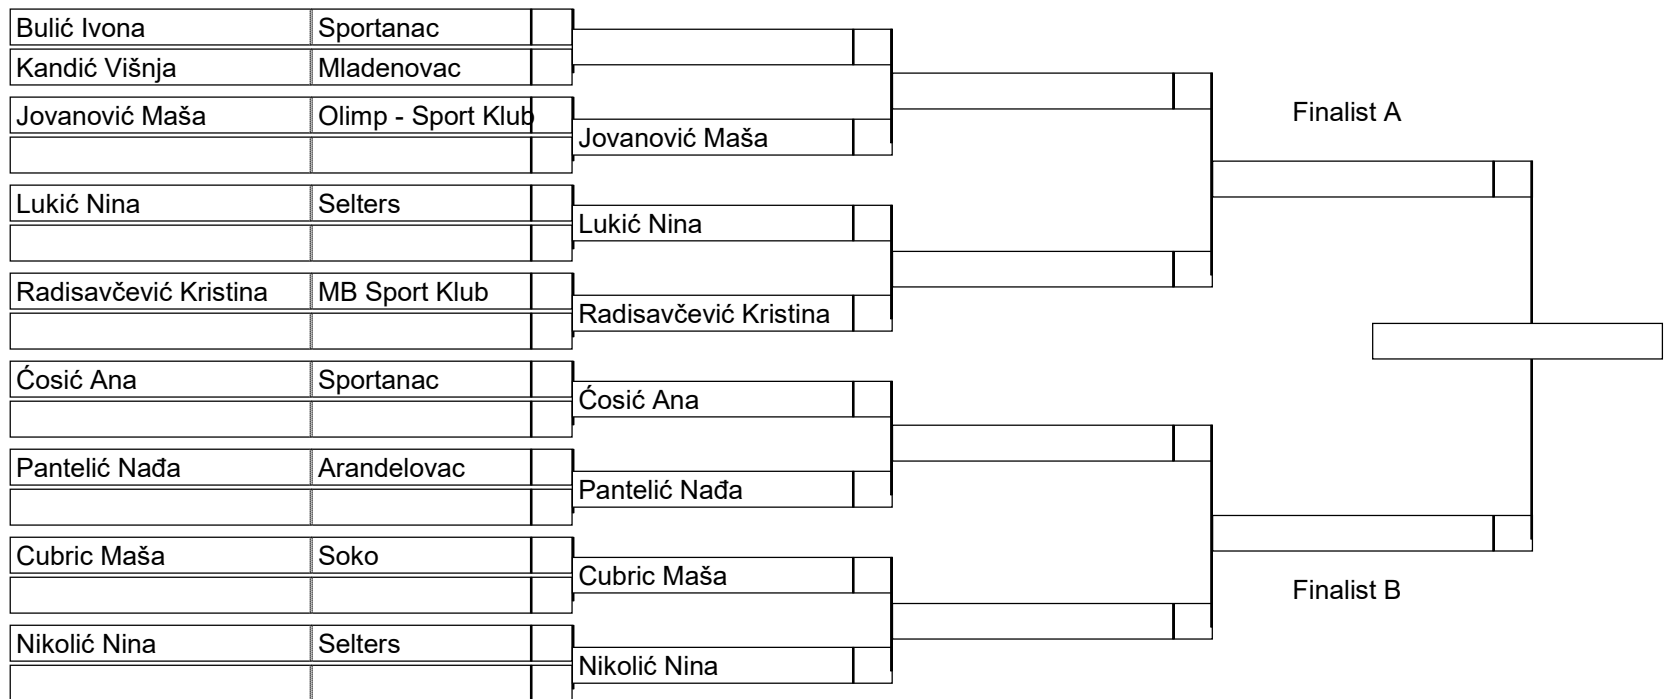 Bulić Ivona Sportanac
Kandić Višnja Mladenovac
Finalist A
Jovanović Maša Olimp - Sport Klub
Jovanović Maša
Lukić Nina Selters
Lukić Nina
Radisavčević Kristina MB Sport Klub
Radisavčević Kristina
Ćosić Ana Sportanac
Ćosić Ana
Pantelić Nađa Arandelovac
Pantelić Nađa
Cubric Maša Soko
Cubric Maša
Finalist B
Nikolić Nina Selters
Nikolić Nina